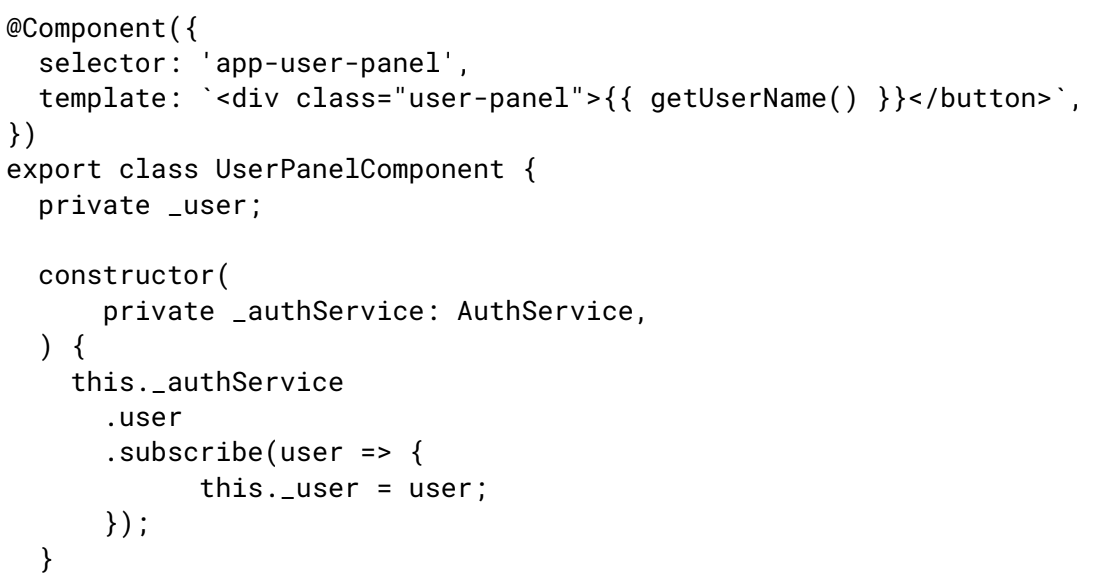 @Component({
  selector: 'app-user-panel',
  template: `<div class="user-panel">{{ getUserName() }}</button>`,
})
export class UserPanelComponent {
  private _user;

  constructor(
      private _authService: AuthService,
  ) {
    this._authService
      .user
      .subscribe(user => {
            this._user = user;
      });
  }